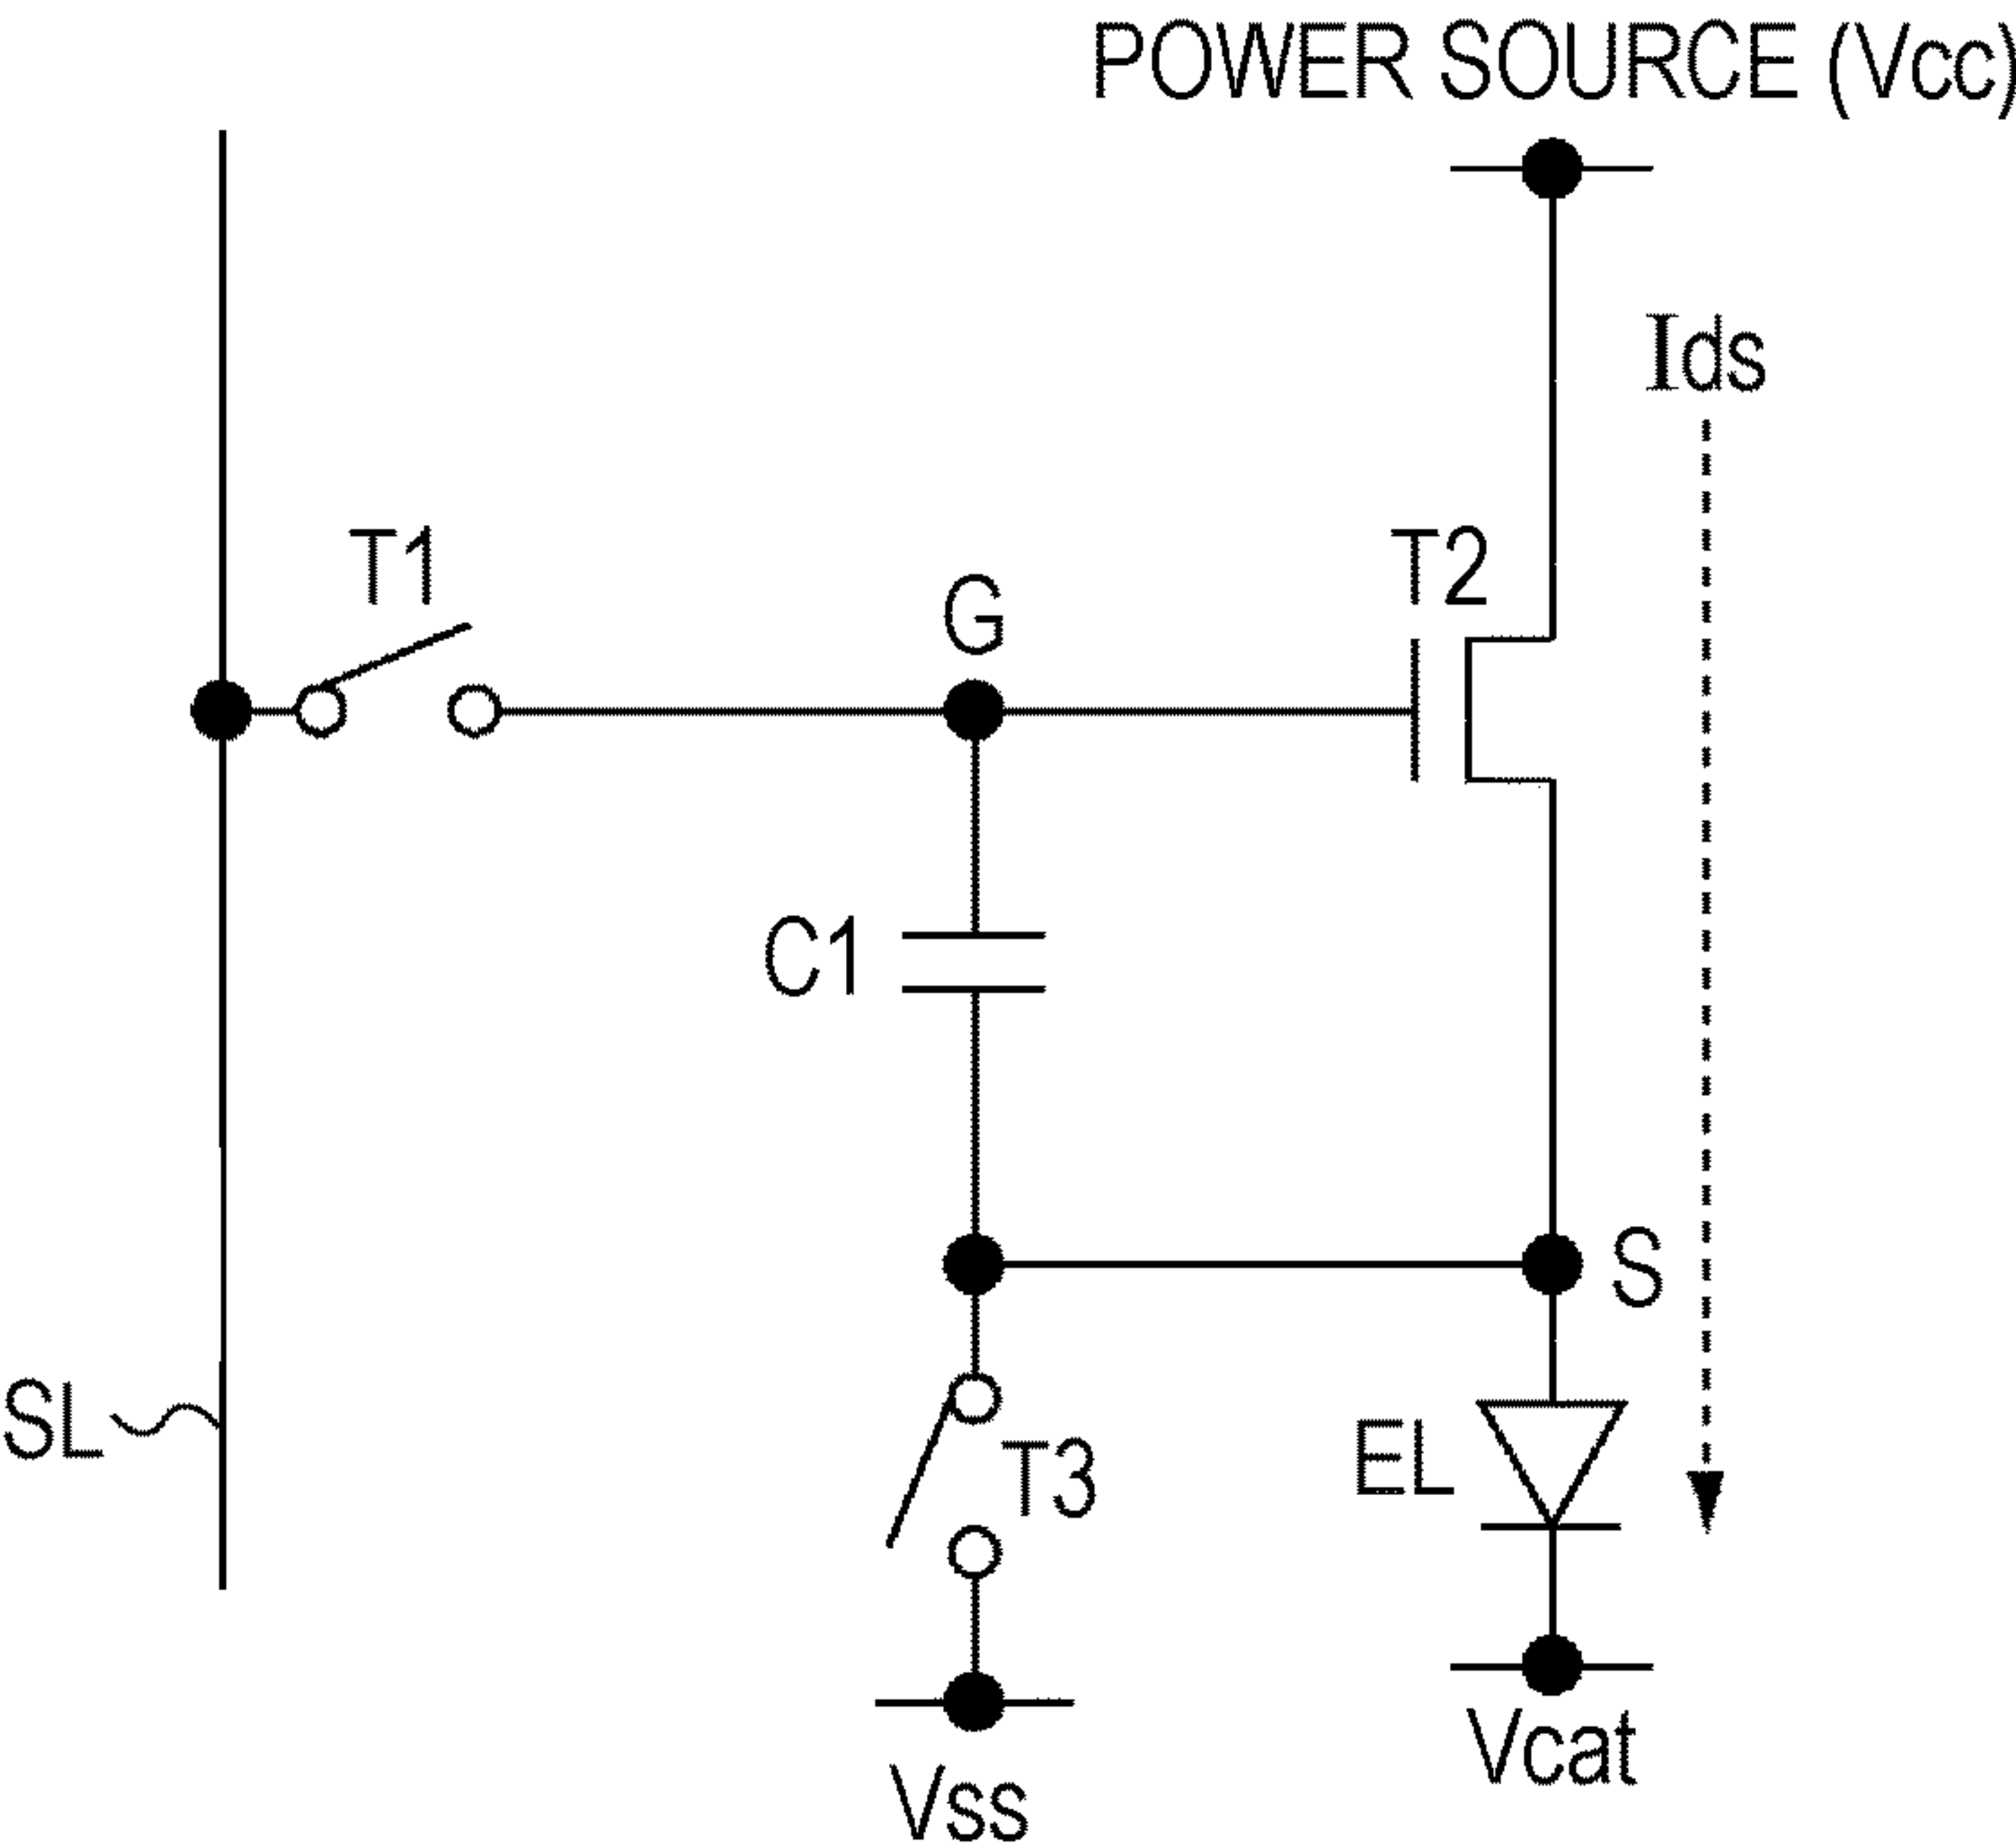 POWER SOURCE (Vcc)
Ids
T1
G
T2
C1
S
SL
T3
EL
Vcat
Vss